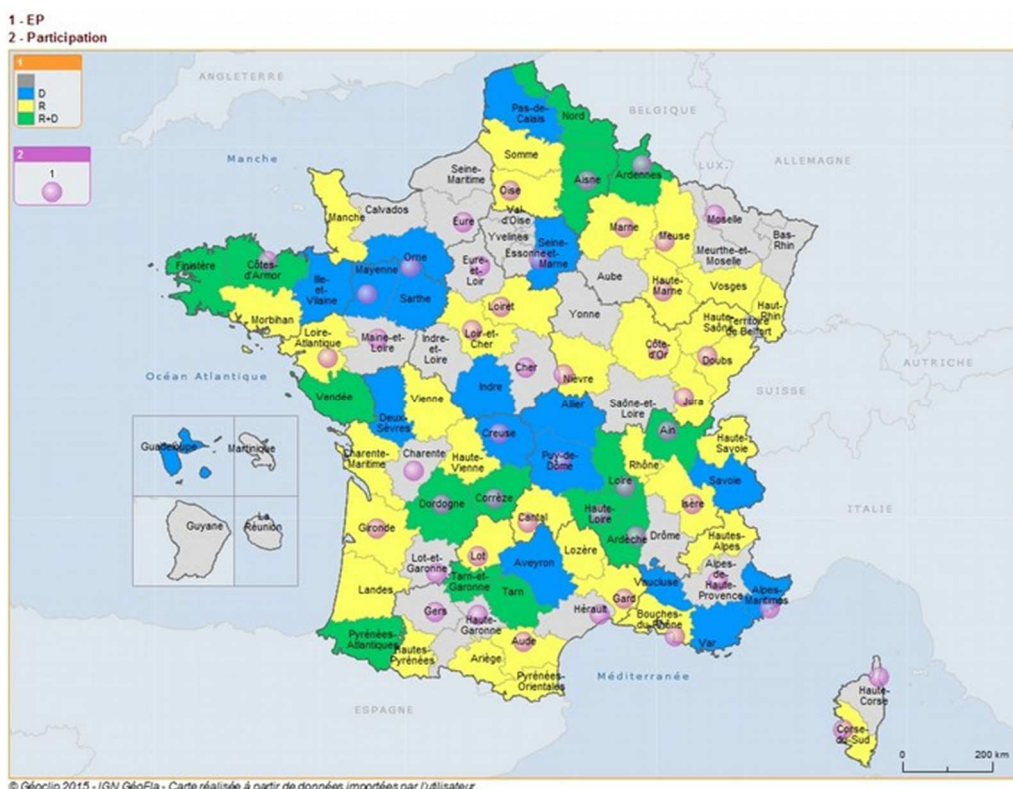 1 - EP
2 - Participation
1
D
R
R+D
2
1
ANGLETERRE
BELGIQUE
LUX.
ALLEMAGNE
Manche
Pas-de-
Calais
Nord
Somme
Seine-
Maritime
Aisne
Ardennes
Oise
Manche
Calvados
Eure
Val-
d'Oise
Yvelines
Essonne
Seine-
et-
Marne
Marne
Meuse
Moselle
Meurthe-et-
Moselle
Bas-
Rhin
Finistère
Côtes-
d'Armor
Ille-
et-
Vilaine
Mayenne
Orne
Sarthe
Eure-
et-
Loir
Aube
Haute-
Marne
Vosges
Haut-
Rhin
Morbihan
Loire-
Atlantique
Maine-et-
Loire
Indre-
et-
Loire
Loiret
Loir-et-
Cher
Yonne
Côte-
d'Or
Haute-
Saône
Territoire
de Belfort
Doubs
Océan Atlantique
Vendée
Deux-
Sèvres
Vienne
Indre
Cher
Nièvre
Saône-et-
Loire
Jura
SUISSE
AUTRICHE
Allier
Creuse
Ain
Haute-
Savoie
Guadeloupe
Martinique
Charente-
Maritime
Charente
Haute-
Vienne
Puy-de-
Dôme
Rhône
Loire
Savoie
Guyane
La
Réunion
Dordogne
Corrèze
Cantal
Haute-
Loire
Isère
ITALIE
Gironde
Lot
Lozère
Ardèche
Drôme
Hautes-
Alpes
Lot-et-
Garonne
Tarn-et-
Garonne
Aveyron
Tarn
Gard
Vaucluse
Alpes-
de-
Haute-
Provence
Alpes-
Maritimes
Landes
Gers
Haute-
Garonne
Hérault
Bouches-
du-Rhône
Var
Pyrénées-
Atlantiques
Hautes-
Pyrénées
Ariège
Aude
Pyrénées-
Orientales
Méditerranée
Haute-
Corse
Corse-
du-Sud
ESPAGNE
0
200 km
© Géoclip 2015 - IGN GéoFla - Carte réalisée à partir de données importées par l'utilisateur